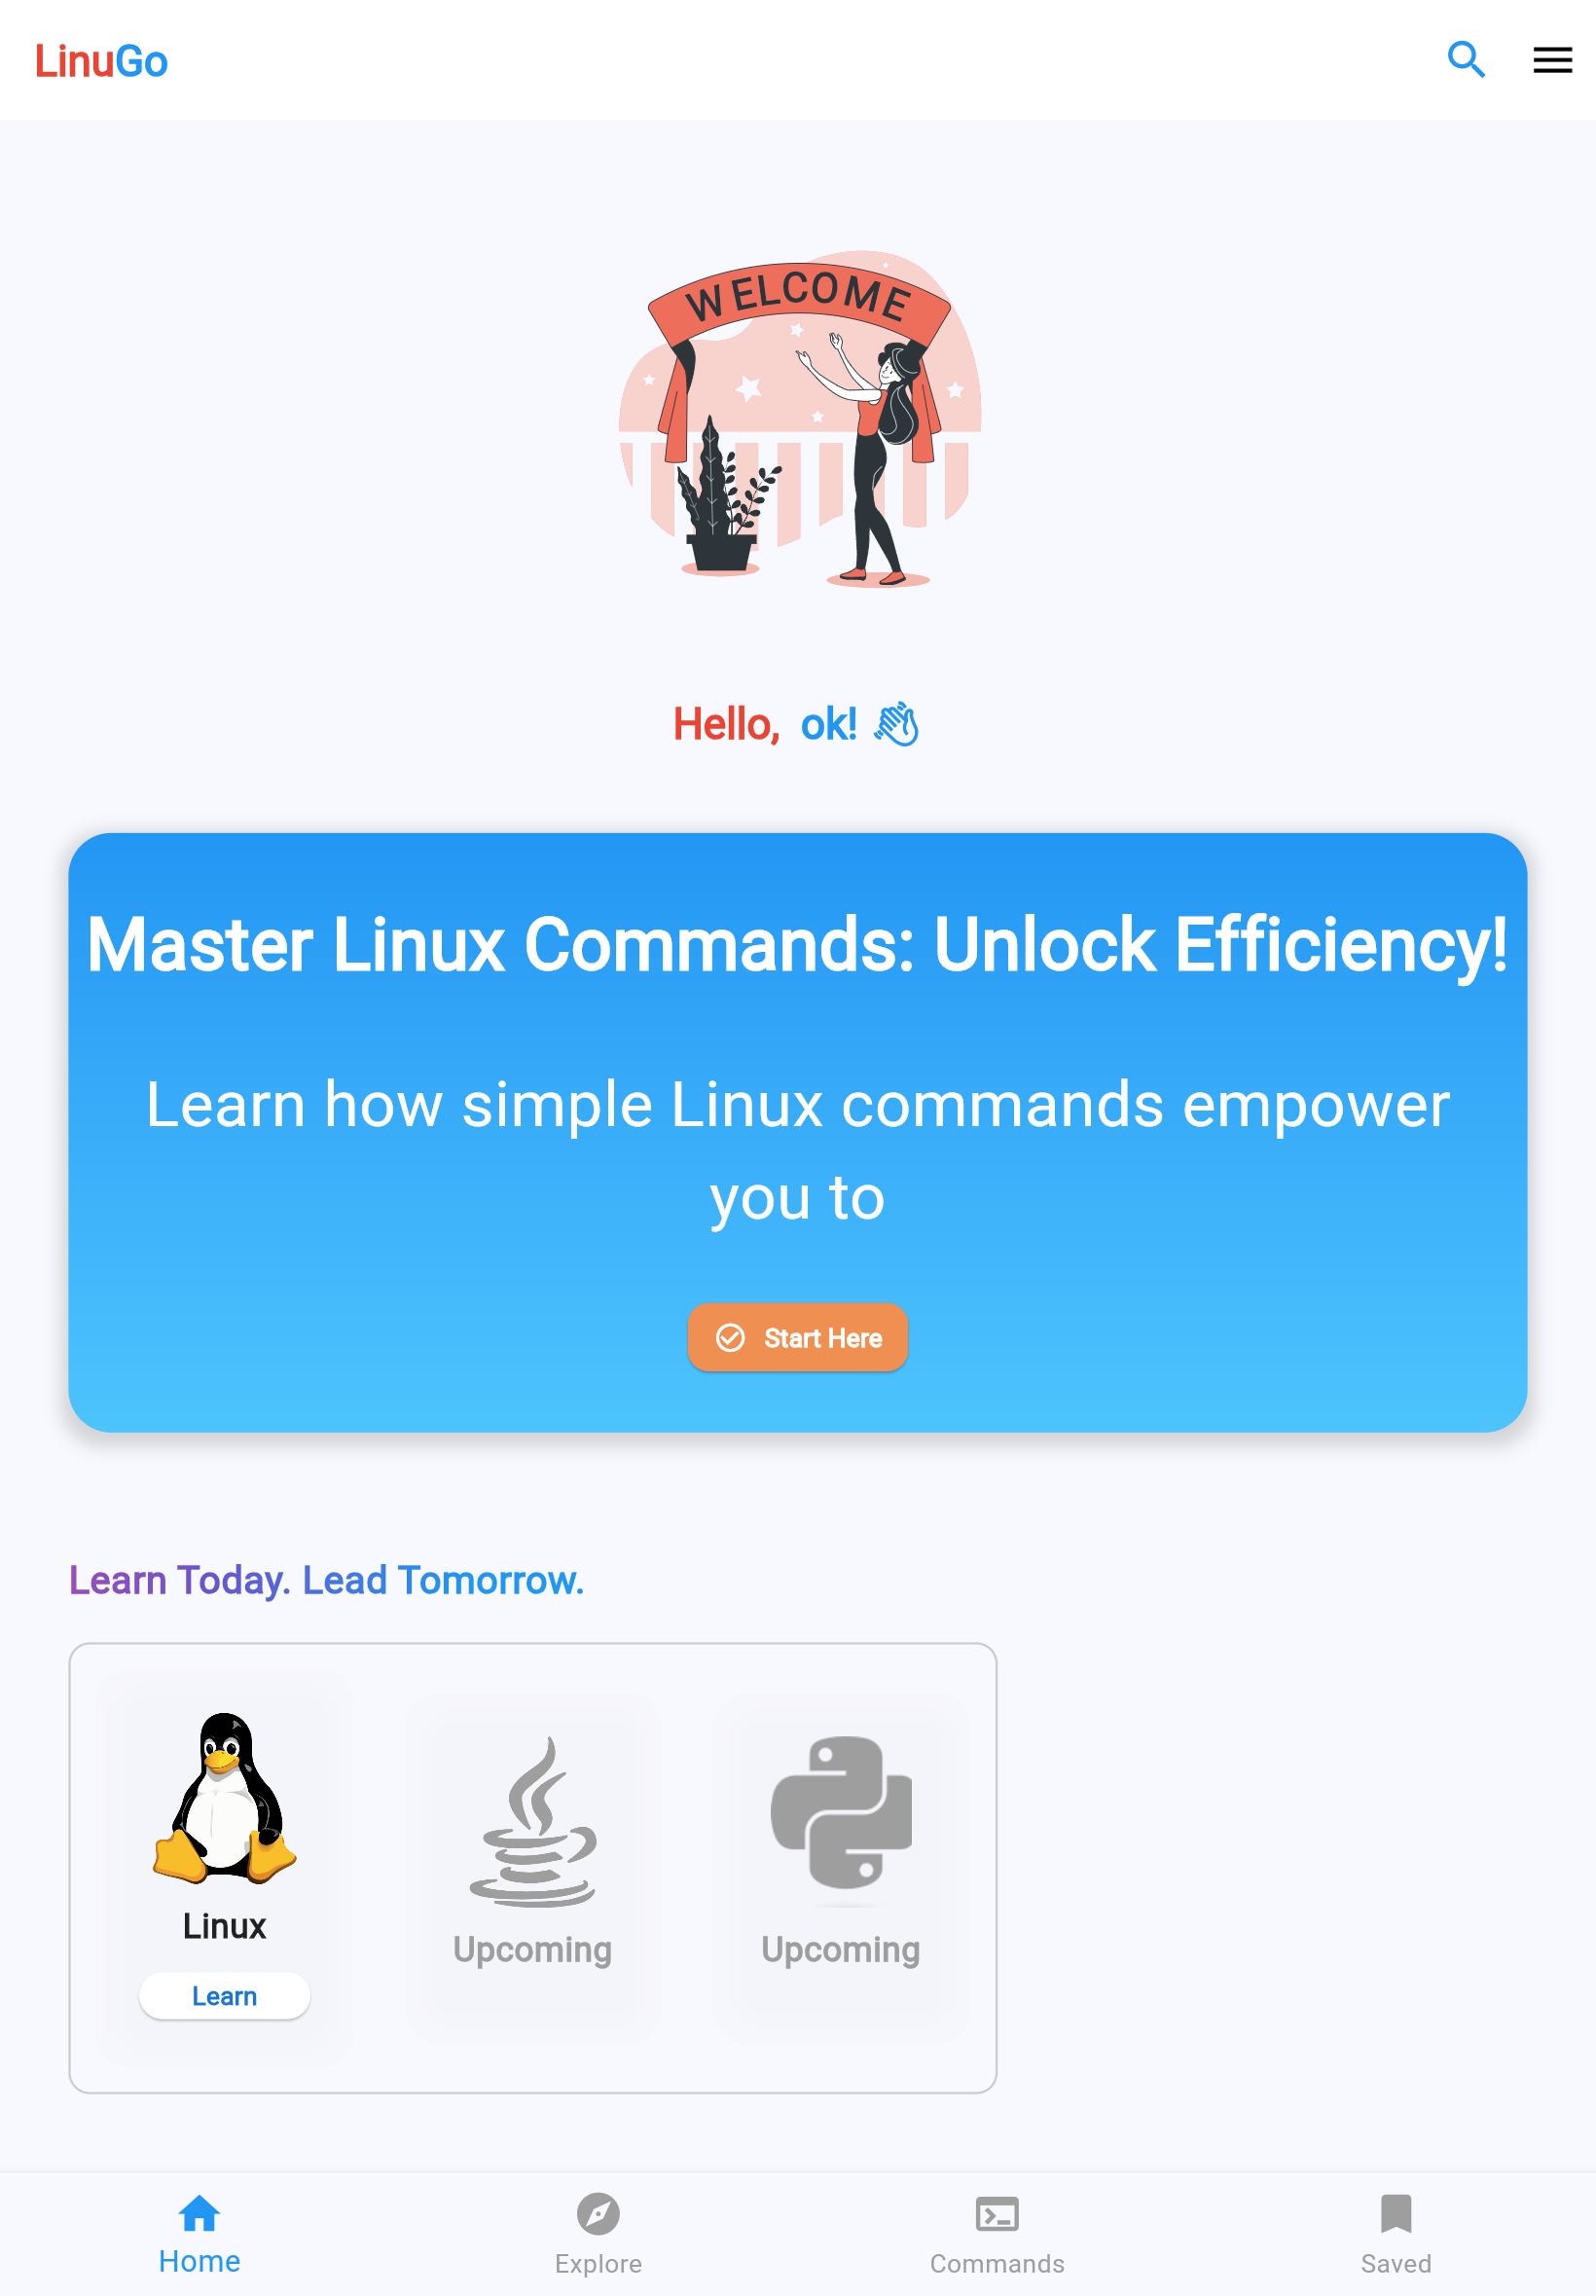 LinuGo
WELCOME
Hello, ok!
Master Linux Commands: Unlock Efficiency!
Learn how simple Linux commands empower
you to
Start Here
Learn Today. Lead Tomorrow.
Linux
Upcoming
Upcoming
Learn
Home
Explore
Commands
Saved